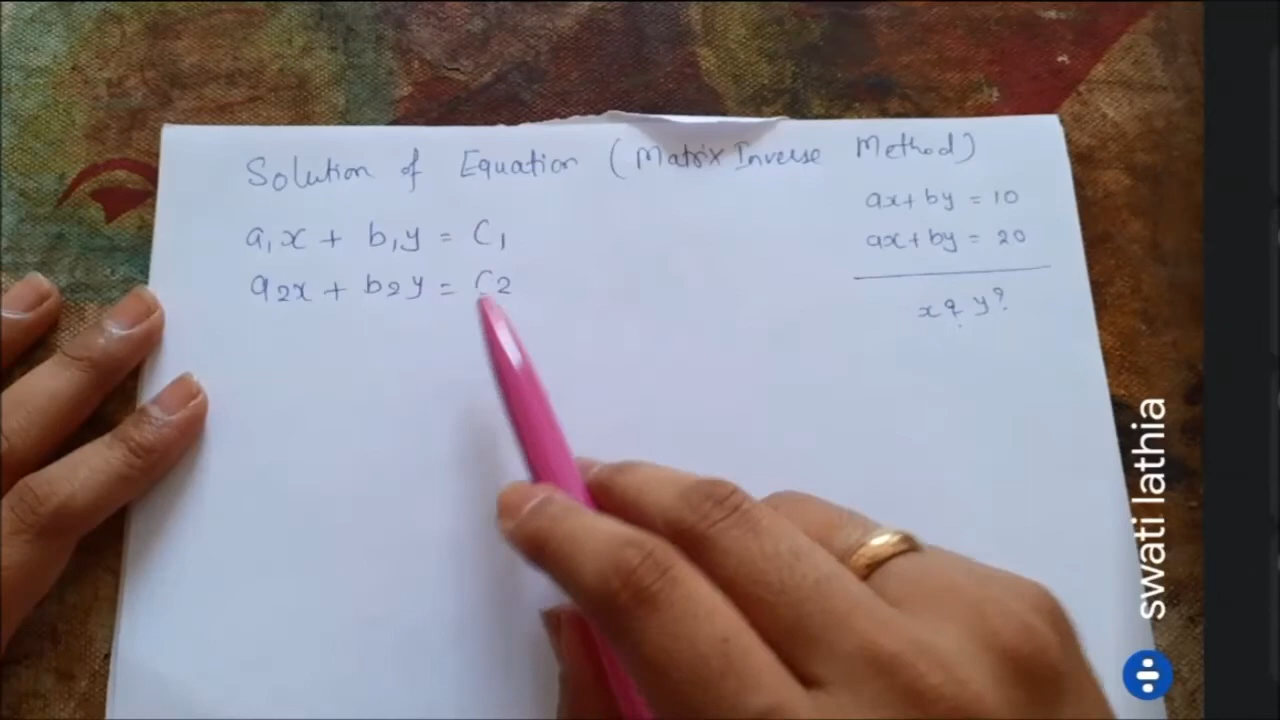 Solution of Equation (Matrix Inverse Method)
a₁x + b₁y = C₁
a₂x + b₂y = C₂
ax + by = 10
ax + by = 20
x & y?
swati lathia